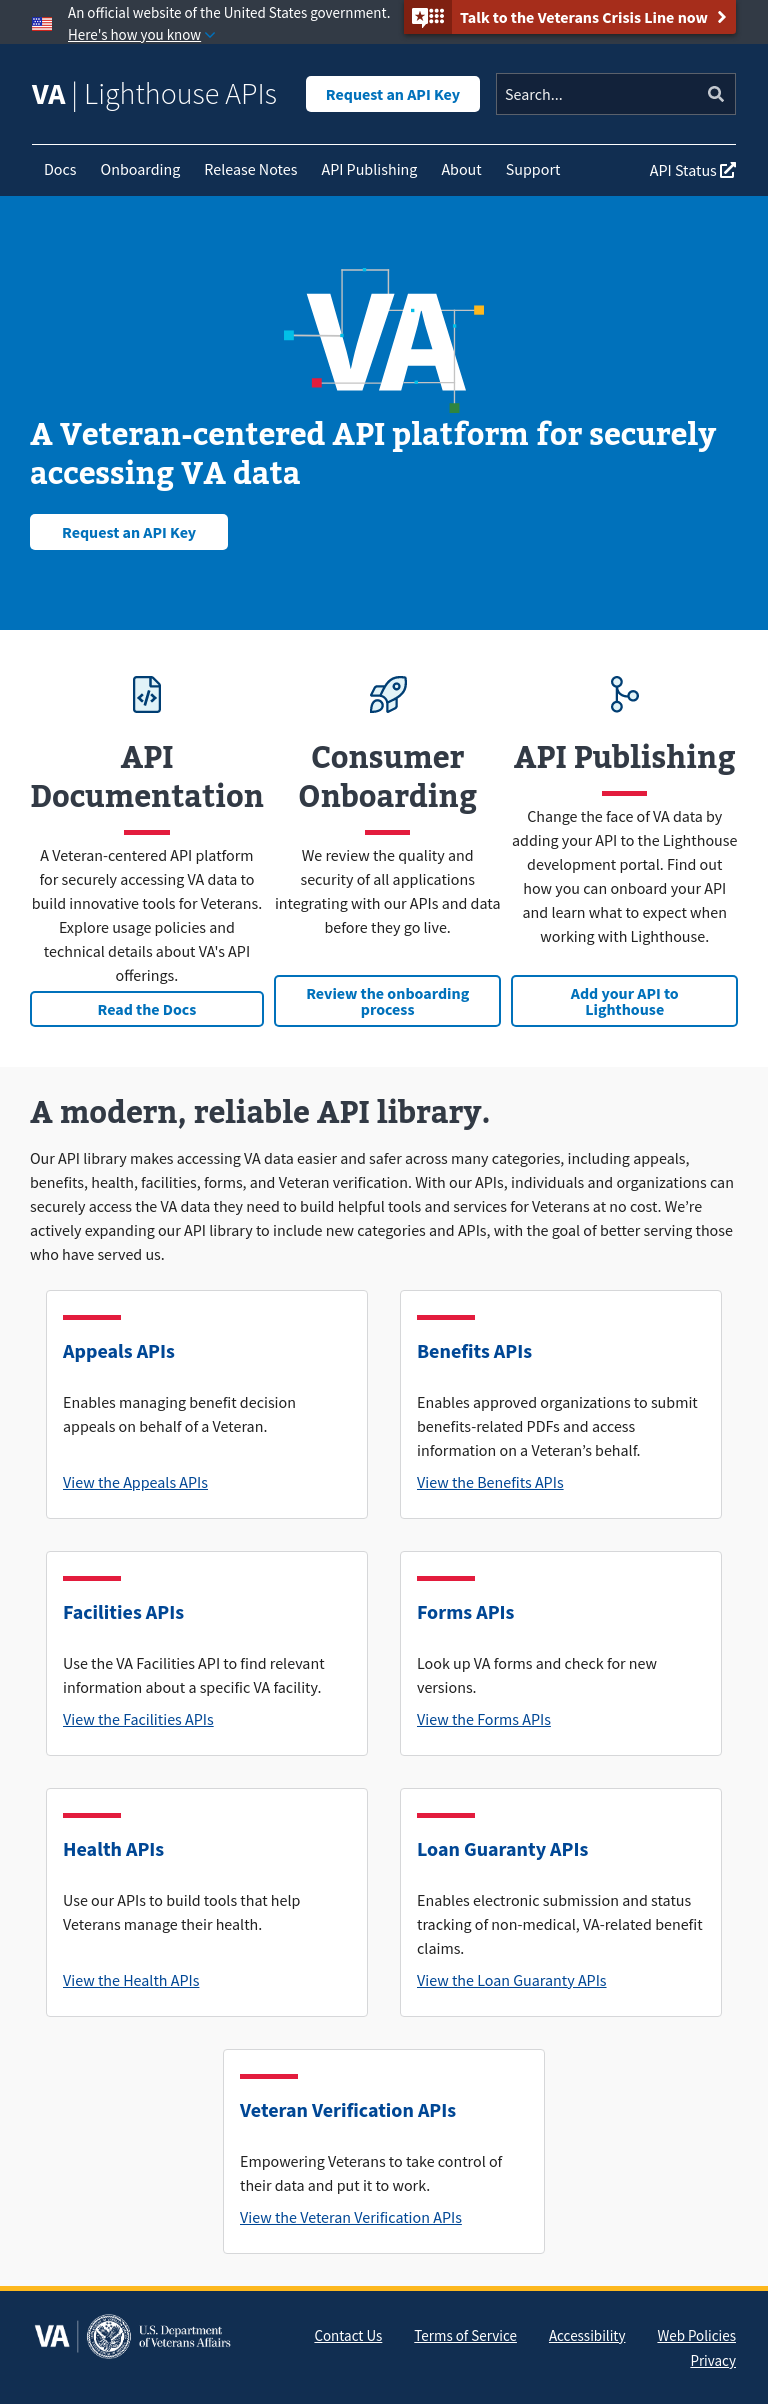 An official website of the United States government.
Here's how you know
Talk to the Veterans Crisis Line now
VA | Lighthouse APIs
Request an API Key
Search...
Docs
Onboarding
Release Notes
API Publishing
About
Support
API Status
VA
A Veteran-centered API platform for securely
accessing VA data
Request an API Key
API
Documentation
A Veteran-centered API platform
for securely accessing VA data to
build innovative tools for Veterans.
Explore usage policies and
technical details about VA's API
offerings.
Read the Docs
Consumer
Onboarding
We review the quality and
security of all applications
integrating with our APIs and data
before they go live.
Review the onboarding
process
API Publishing
Change the face of VA data by
adding your API to the Lighthouse
development portal. Find out
how you can onboard your API
and learn what to expect when
working with Lighthouse.
Add your API to
Lighthouse
A modern, reliable API library.
Our API library makes accessing VA data easier and safer across many categories, including appeals,
benefits, health, facilities, forms, and Veteran verification. With our APIs, individuals and organizations can
securely access the VA data they need to build helpful tools and services for Veterans at no cost. We’re
actively expanding our API library to include new categories and APIs, with the goal of better serving those
who have served us.
Appeals APIs
Enables managing benefit decision
appeals on behalf of a Veteran.
View the Appeals APIs
Benefits APIs
Enables approved organizations to submit
benefits-related PDFs and access
information on a Veteran’s behalf.
View the Benefits APIs
Facilities APIs
Use the VA Facilities API to find relevant
information about a specific VA facility.
View the Facilities APIs
Forms APIs
Look up VA forms and check for new
versions.
View the Forms APIs
Health APIs
Use our APIs to build tools that help
Veterans manage their health.
View the Health APIs
Loan Guaranty APIs
Enables electronic submission and status
tracking of non-medical, VA-related benefit
claims.
View the Loan Guaranty APIs
Veteran Verification APIs
Empowering Veterans to take control of
their data and put it to work.
View the Veteran Verification APIs
VA
U.S. Department
of Veterans Affairs
Contact Us
Terms of Service
Accessibility
Web Policies
Privacy